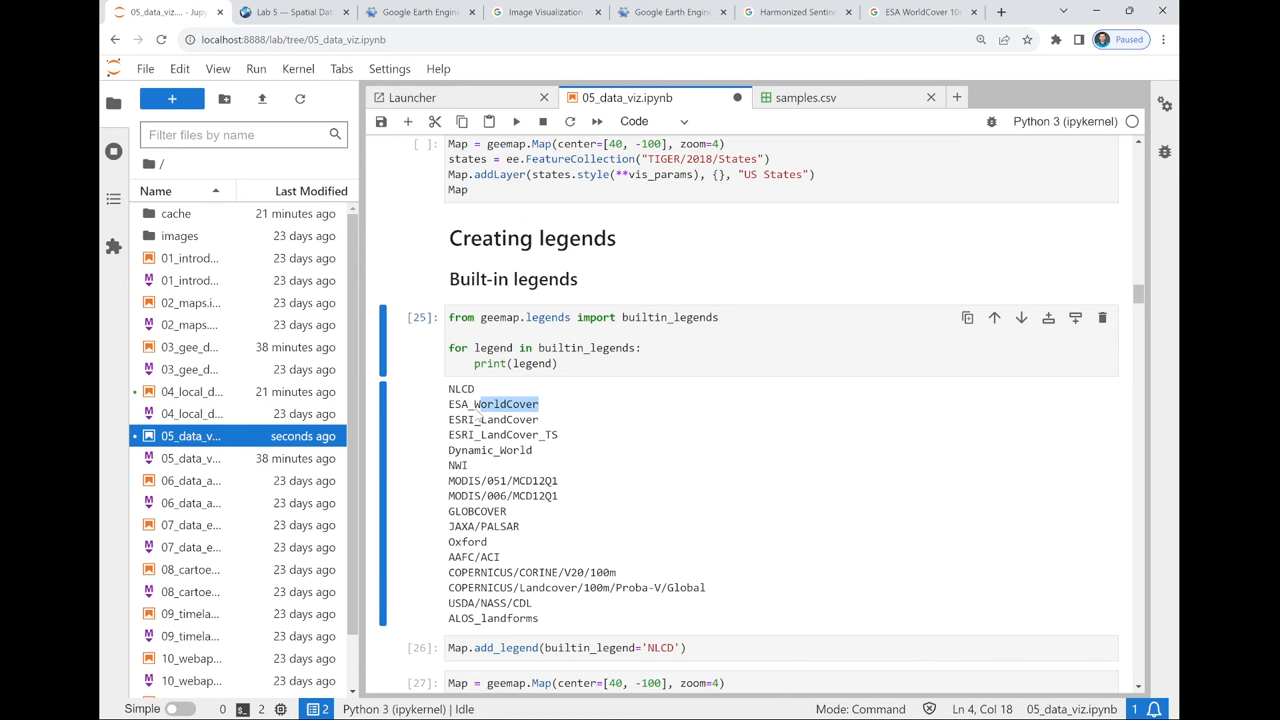 05_data_viz.... - Jupy
Lab 5 — Spatial Dat
Google Earth Engin
Image Visualization
Google Earth Engin
Harmonized Sentine
ESA WorldCover 10
localhost:8888/lab/tree/05_data_viz.ipynb
Paused
File Edit View Run Kernel Tabs Settings Help
Launcher
05_data_viz.ipynb
samples.csv
Code
Python 3 (ipykernel)
Filter files by name
/
Name Last Modified
cache 21 minutes ago
images 23 days ago
01_introd... 23 days ago
01_introd... 23 days ago
02_maps.i... 23 days ago
02_maps.... 23 days ago
03_gee_d... 38 minutes ago
03_gee_d... 23 days ago
04_local_d... 21 minutes ago
04_local_d... 23 days ago
05_data_v... seconds ago
05_data_v... 38 minutes ago
06_data_a... 23 days ago
06_data_a... 23 days ago
07_data_e... 23 days ago
07_data_e... 23 days ago
08_cartoe... 23 days ago
08_cartoe... 23 days ago
09_timela... 23 days ago
09_timela... 23 days ago
10_webap... 23 days ago
10_webap... 23 days ago
[ ]: Map = geemap.Map(center=[40, -100], zoom=4)
states = ee.FeatureCollection("TIGER/2018/States")
Map.addLayer(states.style(**vis_params), {}, "US States")
Map
Creating legends
Built-in legends
[25]: from geemap.legends import builtin_legends
for legend in builtin_legends:
print(legend)
NLCD
ESA_WorldCover
ESRI_LandCover
ESRI_LandCover_TS
Dynamic_World
NWI
MODIS/051/MCD12Q1
MODIS/006/MCD12Q1
GLOBCOVER
JAXA/PALSAR
Oxford
AAFC/ACI
COPERNICUS/CORINE/V20/100m
COPERNICUS/Landcover/100m/Proba-V/Global
USDA/NASS/CDL
ALOS_landforms
[26]: Map.add_legend(builtin_legend='NLCD')
[27]: Map = geemap.Map(center=[40, -100], zoom=4)
Simple 0 2 2 Python 3 (ipykernel) | Idle Mode: Command Ln 4, Col 18 05_data_viz.ipynb 1